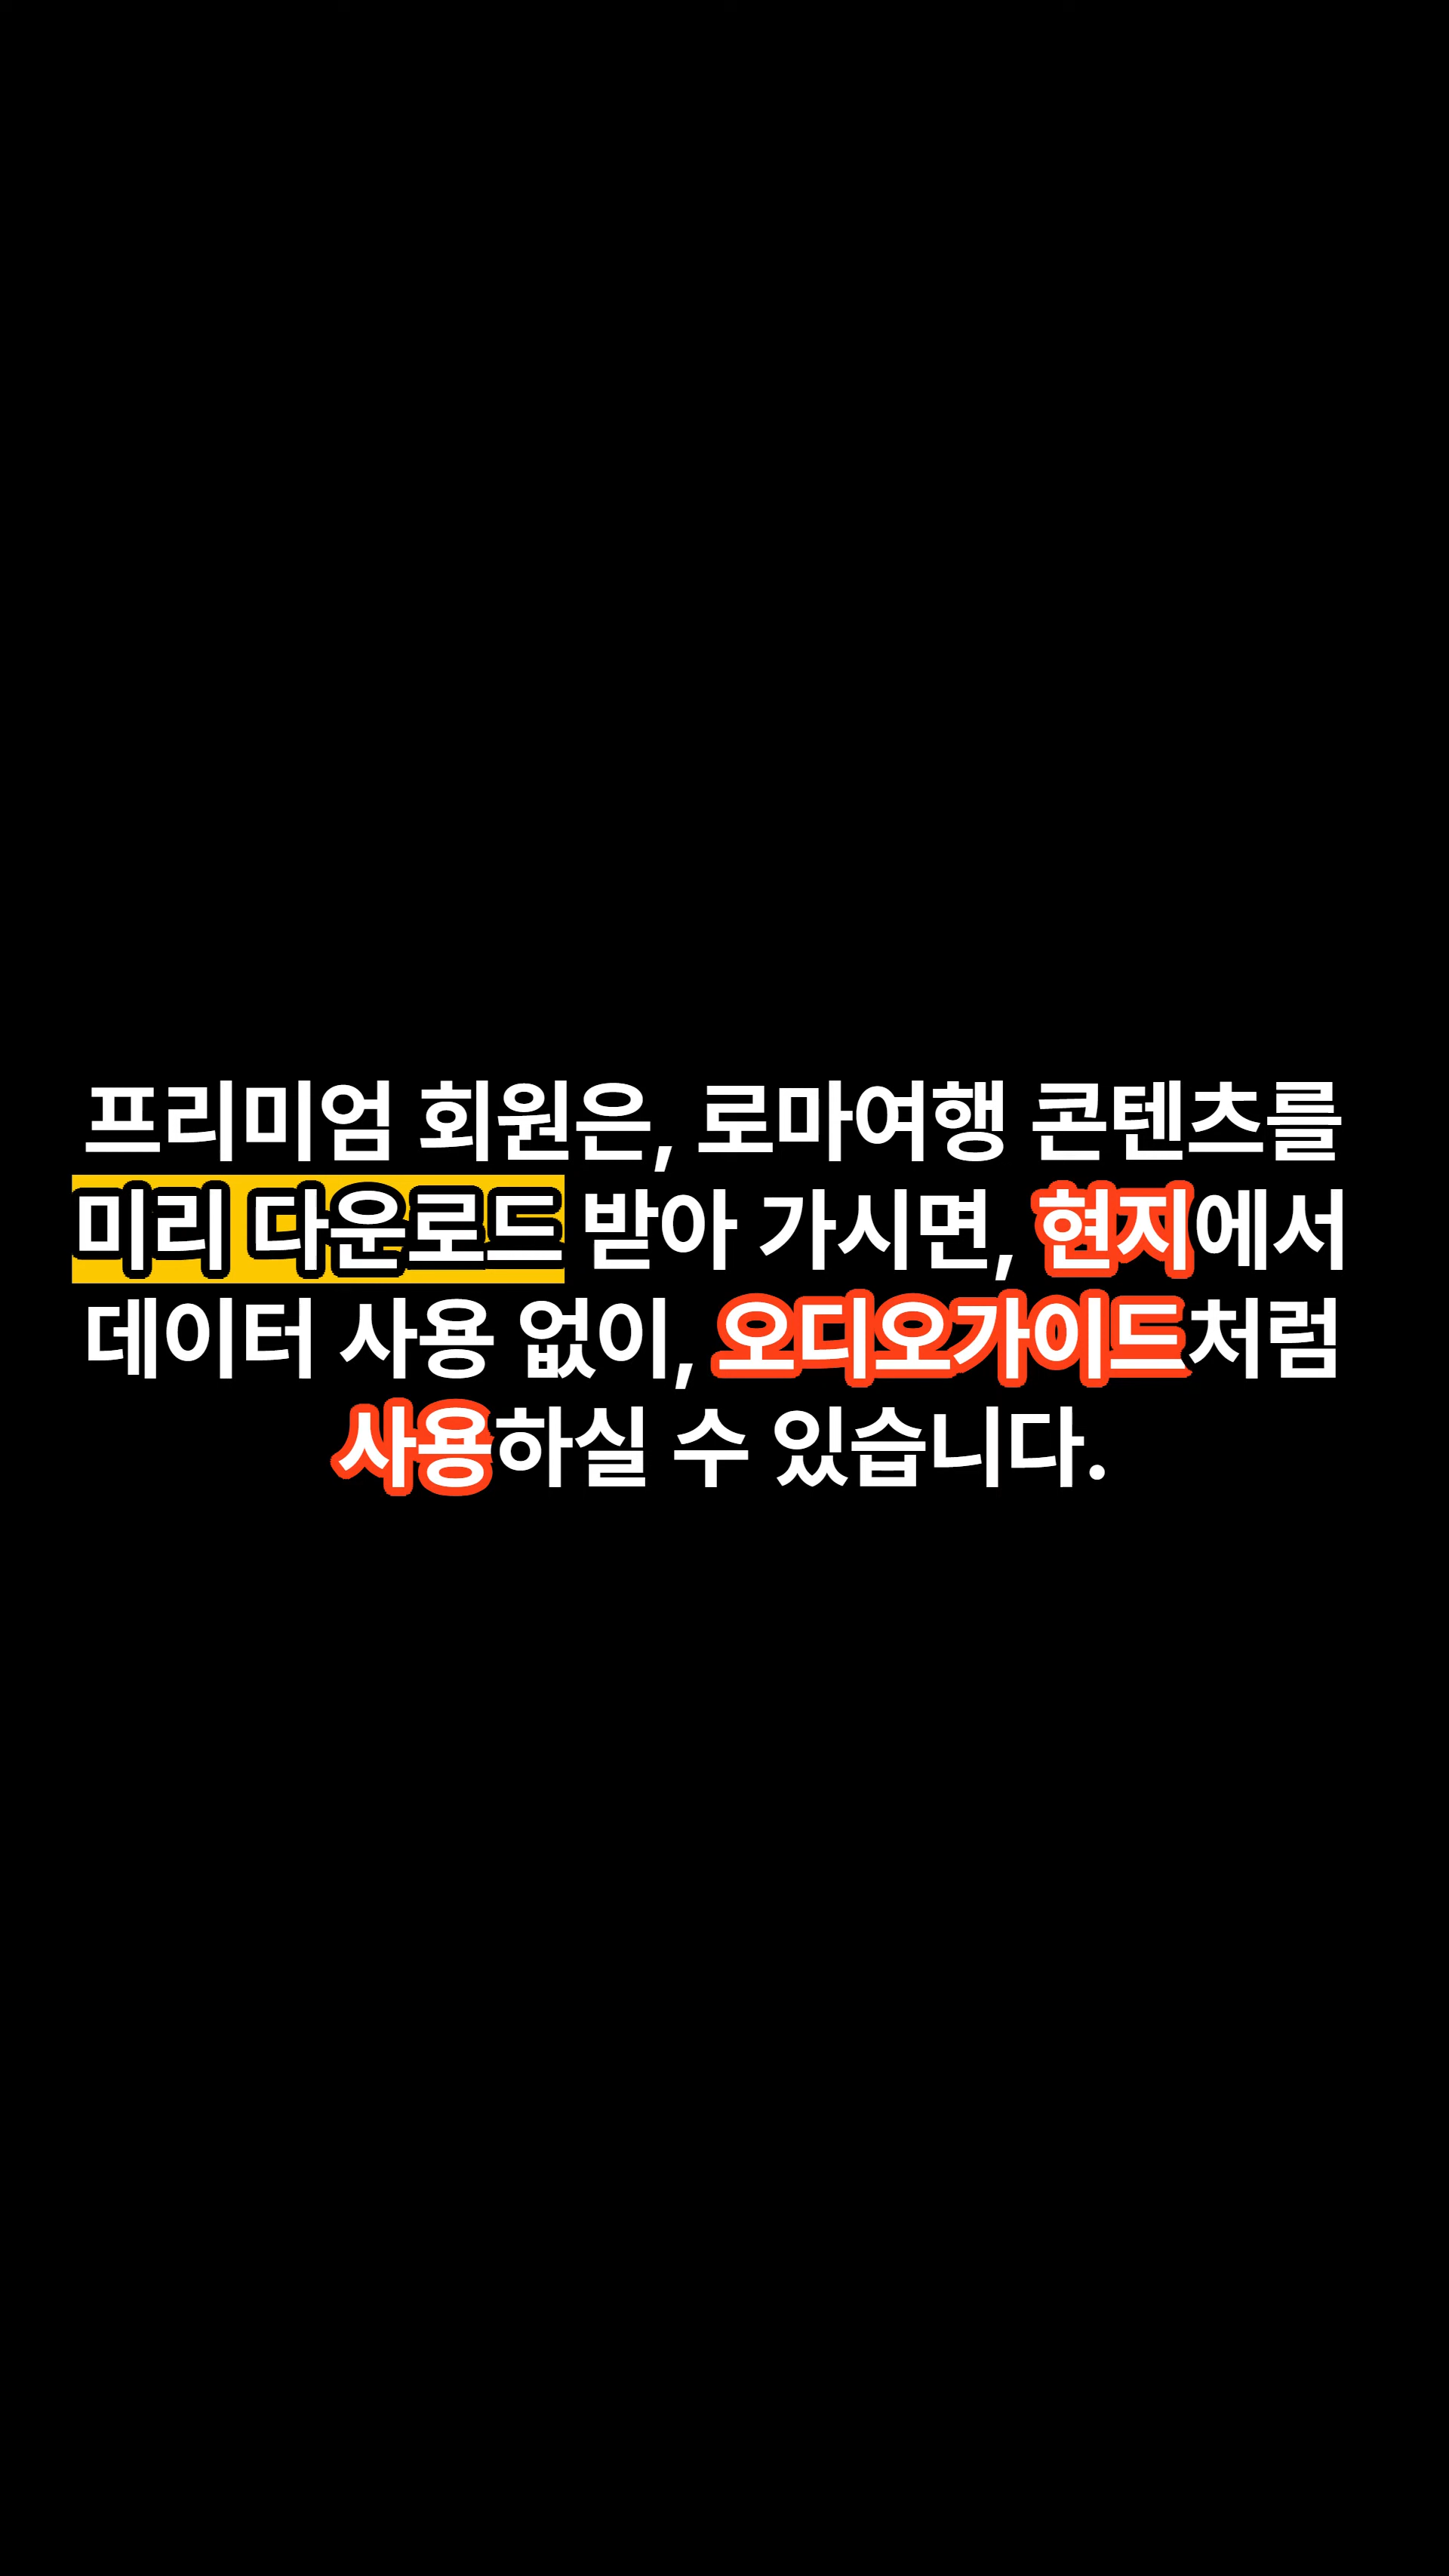 프리미엄 회원은, 로마여행 콘텐츠를
미리 다운로드 받아 가시면, 현지에서
데이터 사용 없이, 오디오가이드처럼
사용하실 수 있습니다.